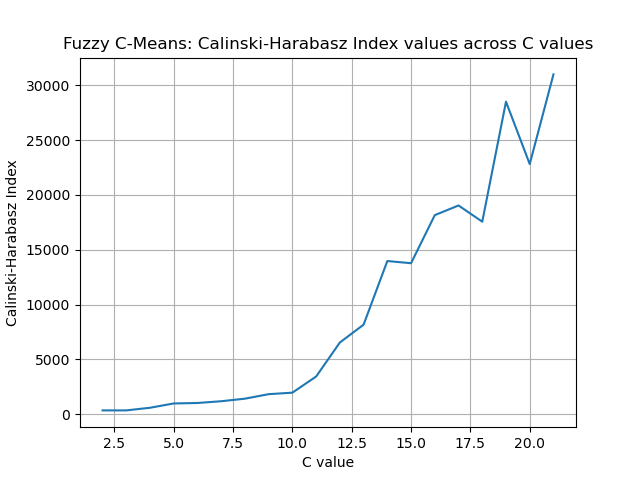 Fuzzy C-Means: Calinski-Harabasz Index values across C values
30000
25000
20000
15000
10000
5000
0
Calinski-Harabasz Index
2.5 5.0 7.5 10.0 12.5 15.0 17.5 20.0
C value